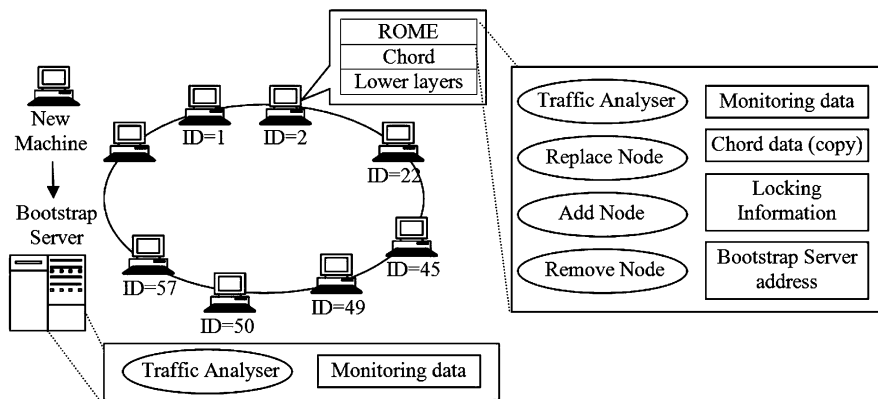 ROME
Chord
Lower layers
New
Machine
Bootstrap
Server
ID=1
ID=2
ID=22
ID=45
ID=49
ID=50
ID=57
Traffic Analyser
Replace Node
Add Node
Remove Node
Monitoring data
Chord data (copy)
Locking
Information
Bootstrap Server
address
Traffic Analyser
Monitoring data